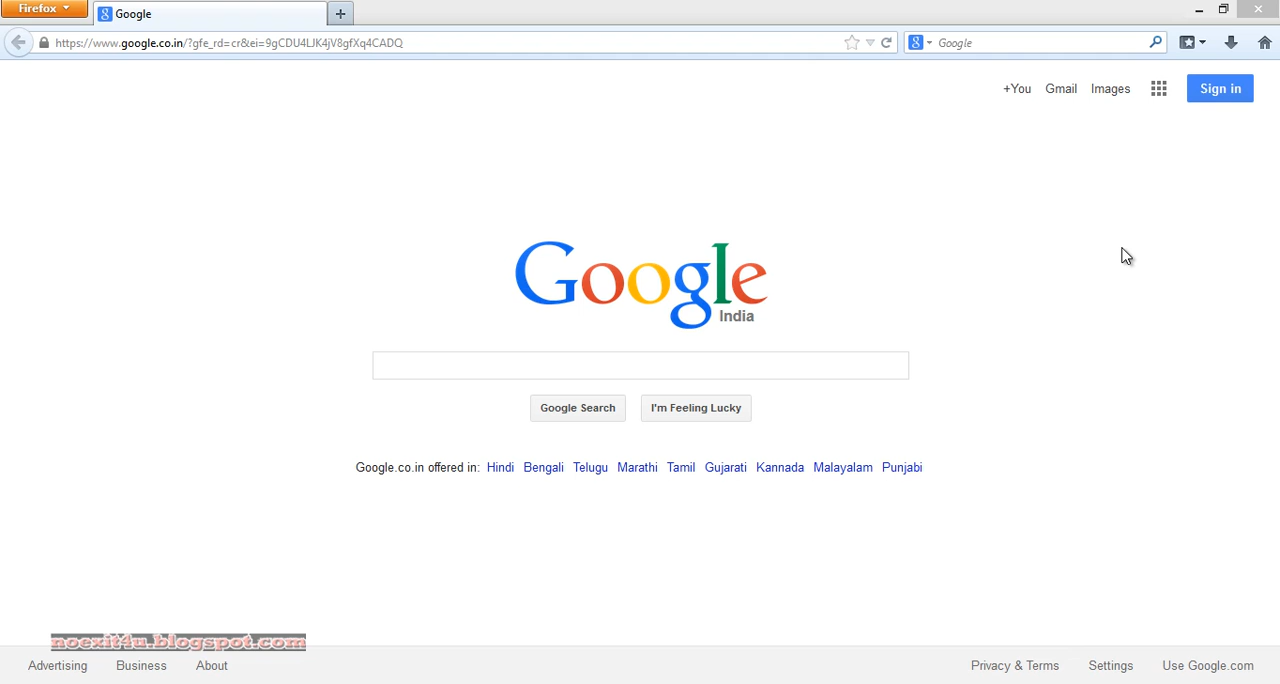 Firefox
Google
https://www.google.co.in/?gfe_rd=cr&ei=9gCDU4LIK4jV8gfXq4CADQ
Google
+You Gmail Images Sign in
Google
India
Google Search I'm Feeling Lucky
Google.co.in offered in: Hindi Bengali Telugu Marathi Tamil Gujarati Kannada Malayalam Punjabi
noexit4u.blogspot.com
Advertising Business About Privacy & Terms Settings Use Google.com